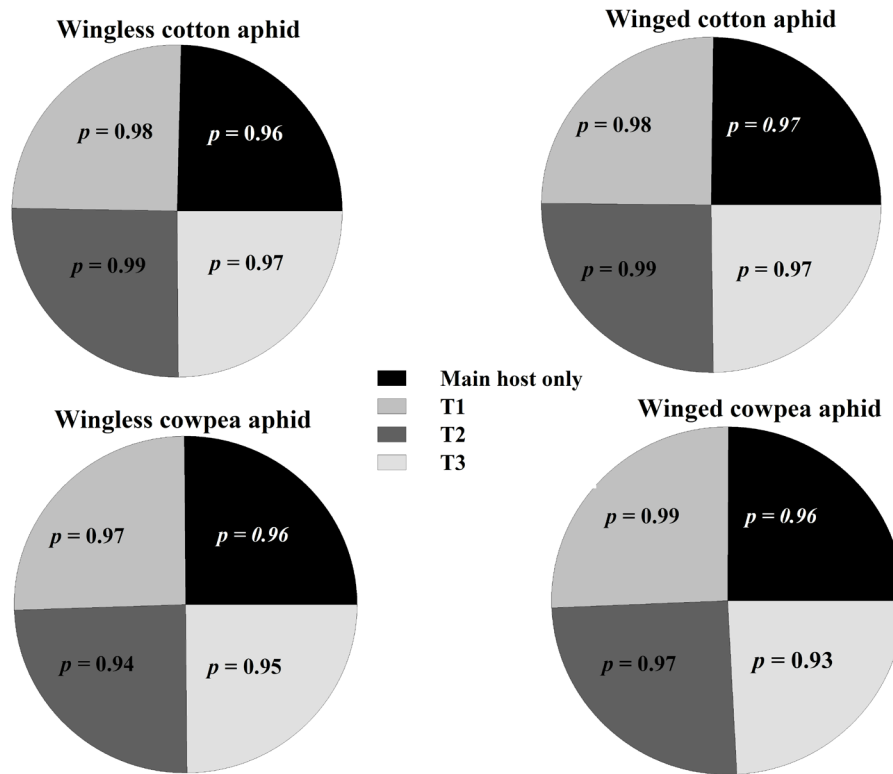 Wingless cotton aphid
p = 0.98
p = 0.96
p = 0.99
p = 0.97
Winged cotton aphid
p = 0.98
p = 0.97
p = 0.99
p = 0.97
Main host only
T1
T2
T3
Wingless cowpea aphid
p = 0.97
p = 0.96
p = 0.94
p = 0.95
Winged cowpea aphid
p = 0.99
p = 0.96
p = 0.97
p = 0.93